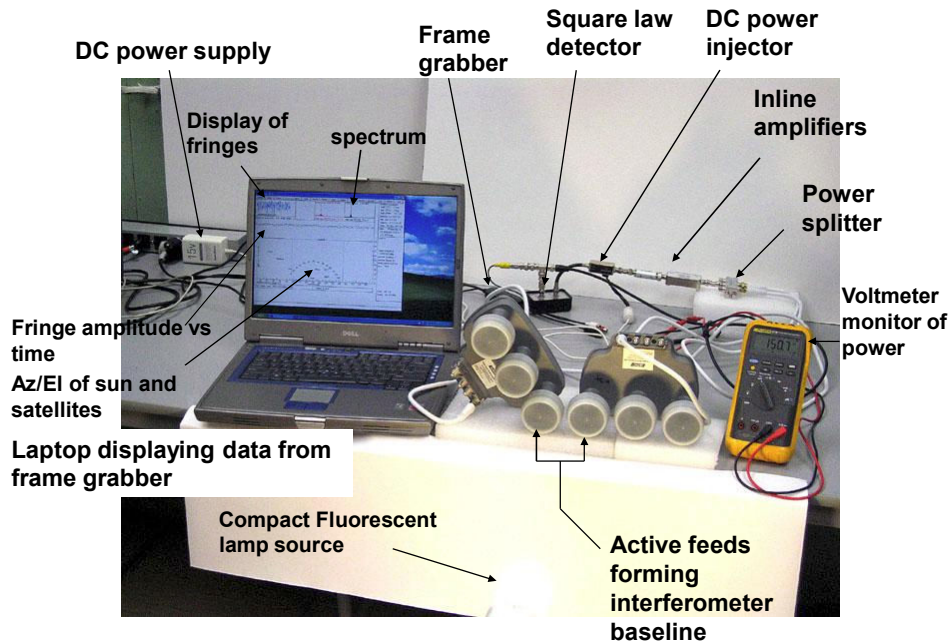 Square law
detector
DC power
injector
Frame
grabber
DC power supply
Inline
amplifiers
Display of
fringes
spectrum
Power
splitter
15v
Voltmeter
monitor of
power
150.7
Fringe amplitude vs
time
DELL
Az/El of sun and
satellites
Laptop displaying data from
frame grabber
Compact Fluorescent
lamp source
Active feeds
forming
interferometer
baseline